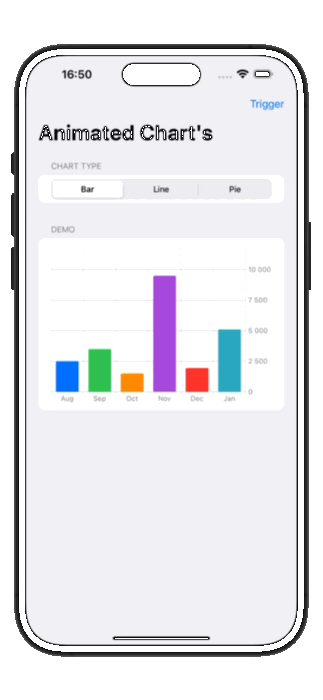 16:50
Trigger
Animated Chart's
CHART TYPE
Bar Line Pie
DEMO
10 000
7 500
5 000
2 500
0
Aug Sep Oct Nov Dec Jan